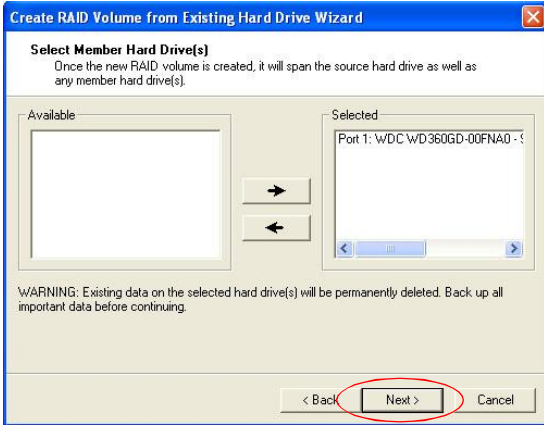 Create RAID Volume from Existing Hard Drive Wizard
Select Member Hard Drive(s)
Once the new RAID volume is created, it will span the source hard drive as well as
any member hard drive(s).
Available
Selected
Port 1: WDC WD360GD-00FNA0 -
WARNING: Existing data on the selected hard drive(s) will be permanently deleted. Back up all
important data before continuing.
< Back
Next >
Cancel